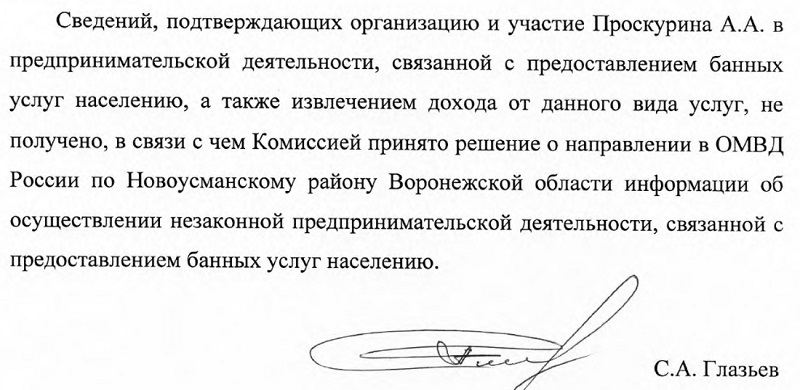 Сведений, подтверждающих организацию и участие Проскурина А.А. в
предпринимательской деятельности, связанной с предоставлением банных
услуг населению, а также извлечением дохода от данного вида услуг, не
получено, в связи с чем Комиссией принято решение о направлении в ОМВД
России по Новоусманскому району Воронежской области информации об
осуществлении незаконной предпринимательской деятельности, связанной с
предоставлением банных услуг населению.
С.А. Глазьев